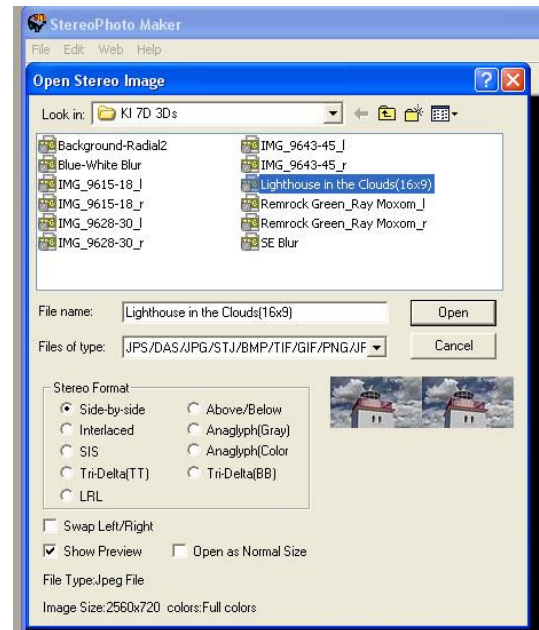 StereoPhoto Maker
File Edit Web Help
Open Stereo Image
Look in: KI 7D 3Ds
Background-Radial2
Blue-White Blur
IMG_9615-18_l
IMG_9615-18_r
IMG_9628-30_l
IMG_9628-30_r
IMG_9643-45_l
IMG_9643-45_r
Lighthouse in the Clouds(16x9)
Remrock Green_Ray Moxom_l
Remrock Green_Ray Moxom_r
SE Blur
File name: Lighthouse in the Clouds(16x9) Open
Files of type: JPS/DAS/JPG/STJ/BMP/TIF/GIF/PNG/JF Cancel
Stereo Format
Side-by-side Above/Below
Interlaced Anaglyph(Gray)
SIS Anaglyph(Color
Tri-Delta(TT) Tri-Delta(BB)
LRL
Swap Left/Right
Show Preview Open as Normal Size
File Type:Jpeg File
Image Size:2560x720 colors:Full colors